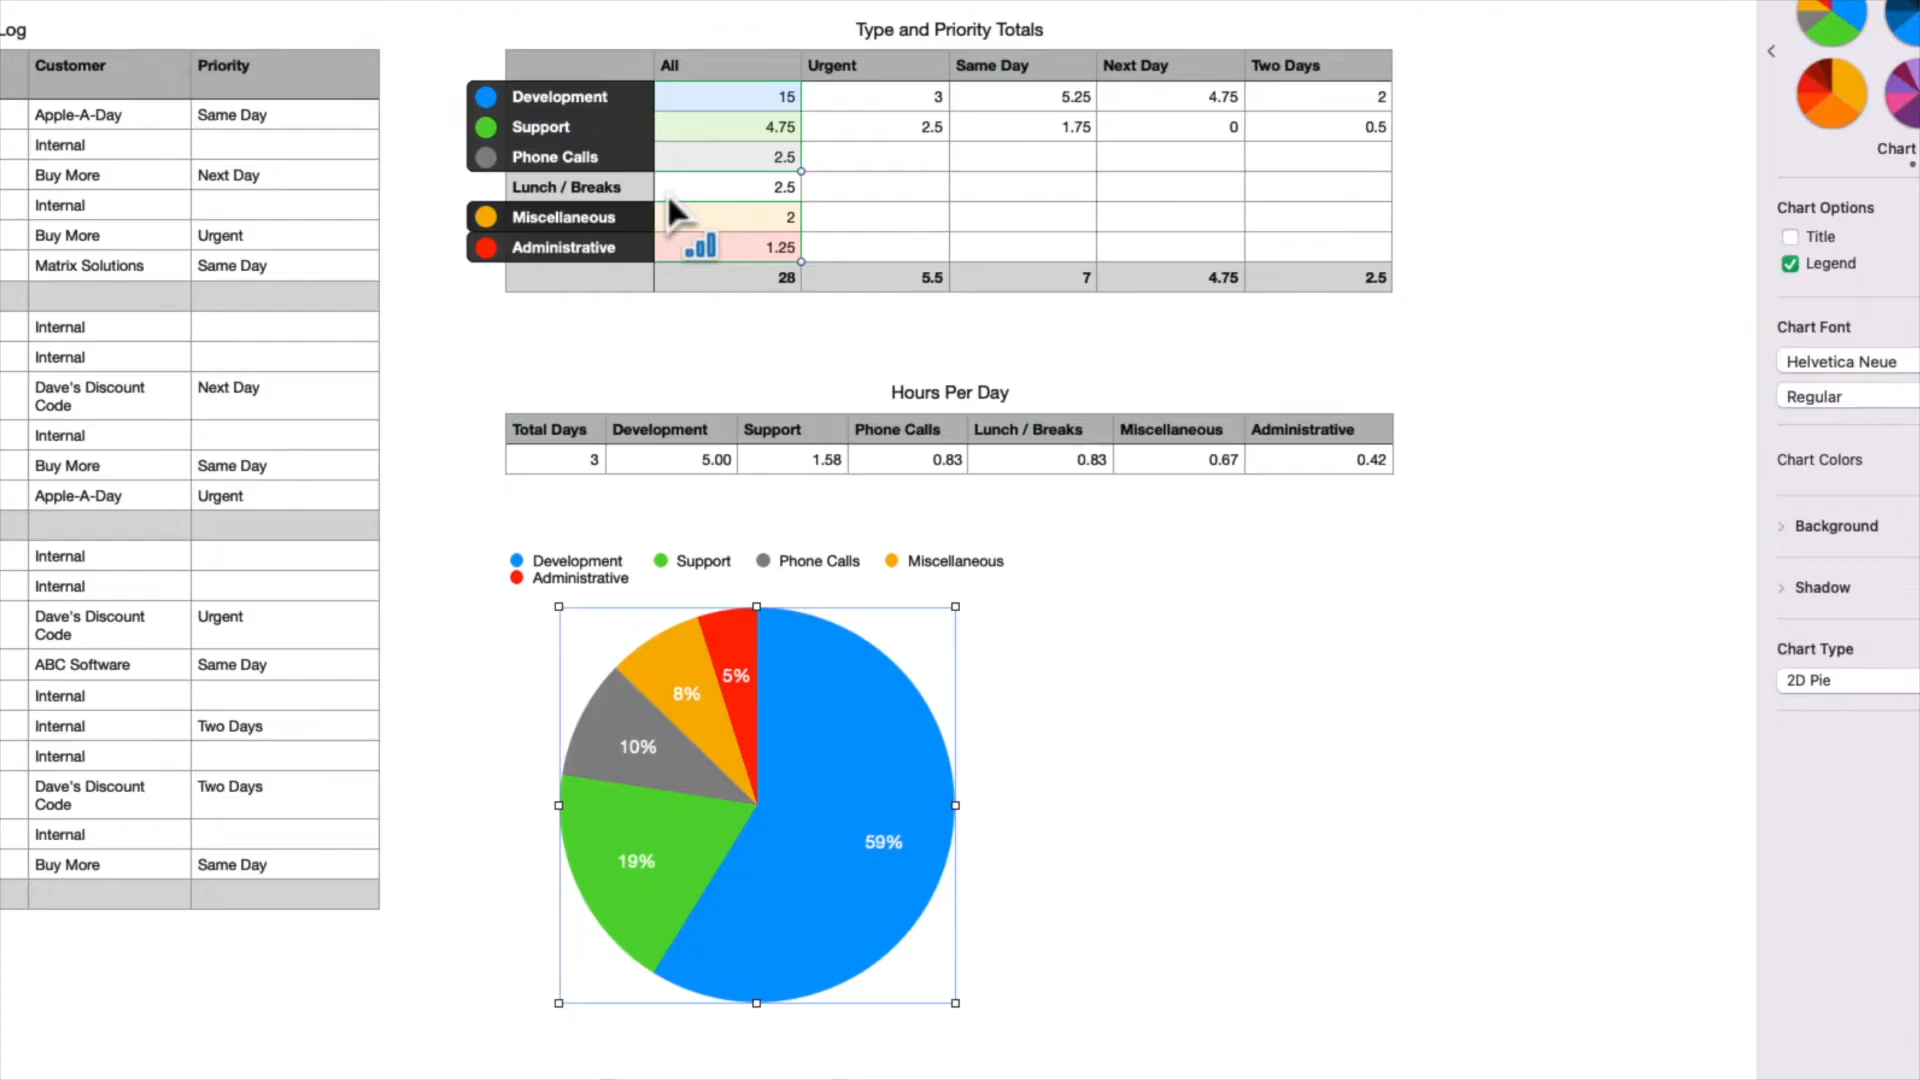 Log
Customer Priority
Apple-A-Day Same Day
Internal
Buy More Next Day
Internal
Buy More Urgent
Matrix Solutions Same Day
Internal
Internal
Dave's Discount Next Day
Code
Internal
Buy More Same Day
Apple-A-Day Urgent
Internal
Internal
Dave's Discount Urgent
Code
ABC Software Same Day
Internal
Internal Two Days
Internal
Dave's Discount Two Days
Code
Internal
Buy More Same Day
Type and Priority Totals
All Urgent Same Day Next Day Two Days
Development 15 3 5.25 4.75 2
Support 4.75 2.5 1.75 0 0.5
Phone Calls 2.5
Lunch / Breaks 2.5
Miscellaneous 2
Administrative 1.25
28 5.5 7 4.75 2.5
Hours Per Day
Total Days Development Support Phone Calls Lunch / Breaks Miscellaneous Administrative
3 5.00 1.58 0.83 0.83 0.67 0.42
Development Support Phone Calls Miscellaneous
Administrative
5%
8%
10%
59%
19%
Chart
Chart Options
Title
Legend
Chart Font
Helvetica Neue
Regular
Chart Colors
Background
Shadow
Chart Type
2D Pie